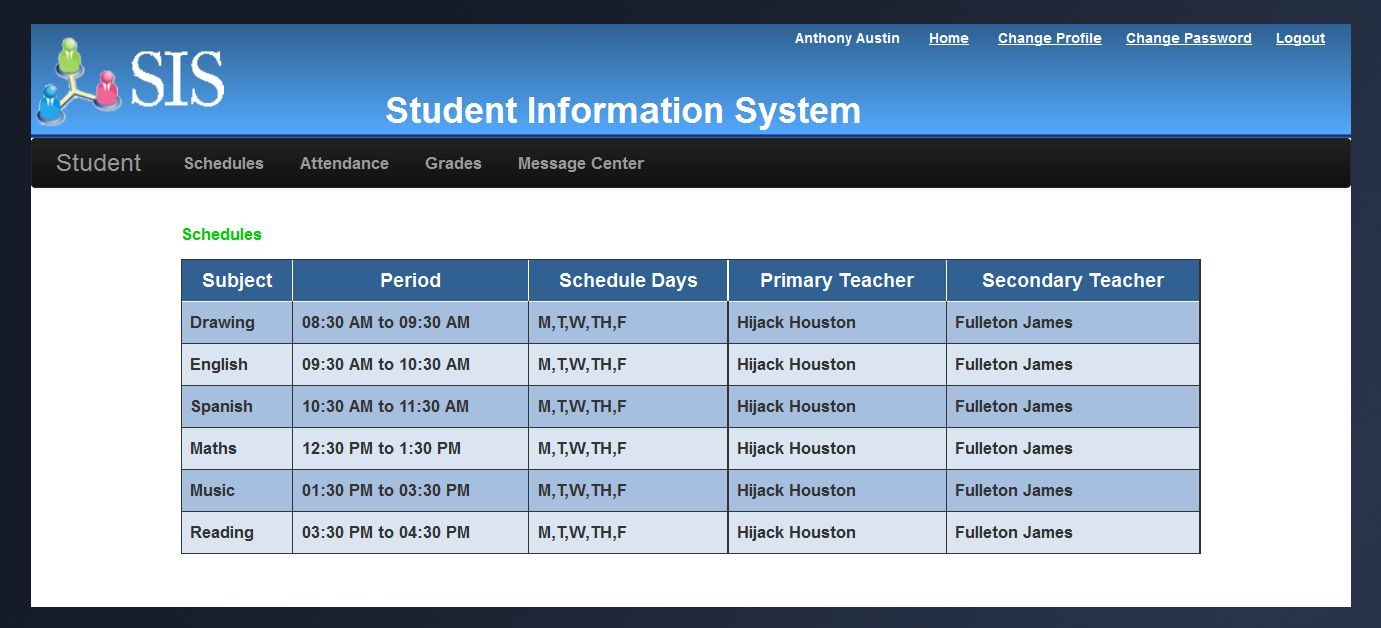 Anthony Austin Home Change Profile Change Password Logout
SIS
Student Information System
Student Schedules Attendance Grades Message Center
Schedules
Subject Period Schedule Days Primary Teacher Secondary Teacher
Drawing 08:30 AM to 09:30 AM M,T,W,TH,F Hijack Houston Fulleton James
English 09:30 AM to 10:30 AM M,T,W,TH,F Hijack Houston Fulleton James
Spanish 10:30 AM to 11:30 AM M,T,W,TH,F Hijack Houston Fulleton James
Maths 12:30 PM to 1:30 PM M,T,W,TH,F Hijack Houston Fulleton James
Music 01:30 PM to 03:30 PM M,T,W,TH,F Hijack Houston Fulleton James
Reading 03:30 PM to 04:30 PM M,T,W,TH,F Hijack Houston Fulleton James